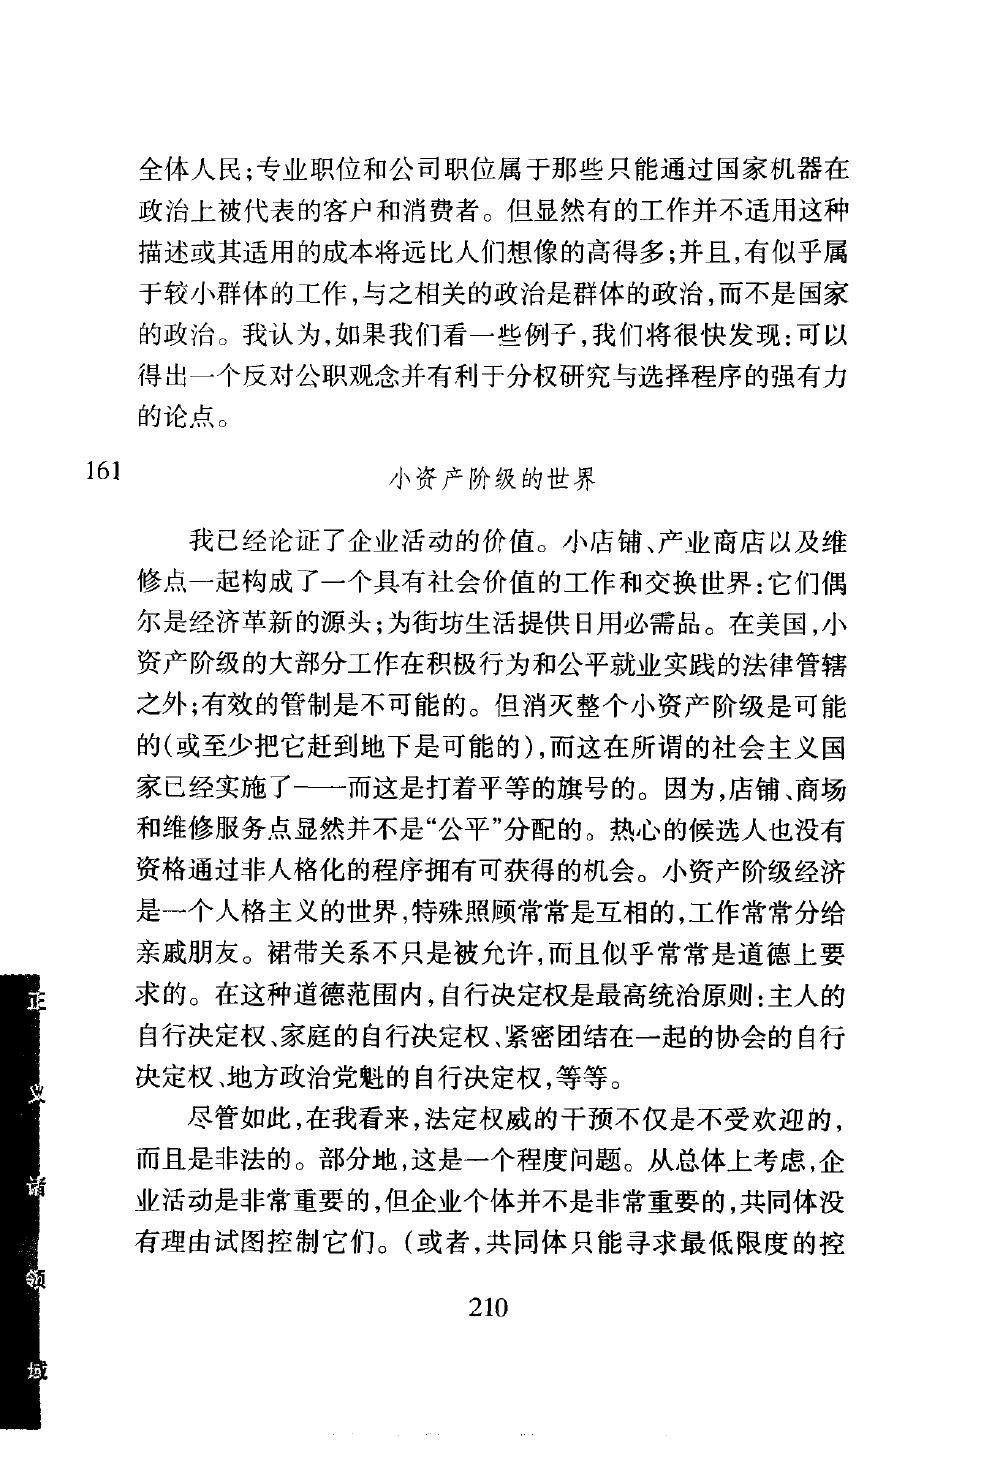 全体人民；专业职位和公司职位属于那些只能通过国家机器在
政治上被代表的客户和消费者。但显然有的工作并不适用这种
描述或其适用的成本将远比人们想像的高得多；并且，有似乎属
于较小群体的工作，与之相关的政治是群体的政治，而不是国家
的政治。我认为，如果我们看一些例子，我们将很快发现：可以
得出一个反对公职观念并有利于分权研究与选择程序的强有力
的论点。
161
小资产阶级的世界
我已经论证了企业活动的价值。小店铺、产业商店以及维
修点一起构成了一个具有社会价值的工作和交换世界：它们偶
尔是经济革新的源头；为街坊生活提供日用必需品。在美国，小
资产阶级的大部分工作在积极行为和公平就业实践的法律管辖
之外；有效的管制是不可能的。但消灭整个小资产阶级是可能
的（或至少把它赶到地下是可能的），而这在所谓的社会主义国
家已经实施了——而这是打着平等的旗号的。因为，店铺、商场
和维修服务点显然并不是“公平”分配的。热心的候选人也没有
资格通过非人格化的程序拥有可获得的机会。小资产阶级经济
是一个人格主义的世界，特殊照顾常常是互相的，工作常常分给
亲戚朋友。裙带关系不只是被允许，而且似乎常常是道德上要
求的。在这种道德范围内，自行决定权是最高统治原则：主人的
自行决定权、家庭的自行决定权、紧密团结在一起的协会的自行
决定权、地方政治党魁的自行决定权，等等。
尽管如此，在我看来，法定权威的干预不仅是不受欢迎的，
而且是非法的。部分地，这是一个程度问题。从总体上考虑，企
业活动是非常重要的，但企业个体并不是非常重要的，共同体没
有理由试图控制它们。（或者，共同体只能寻求最低限度的控
210
正义诸领域